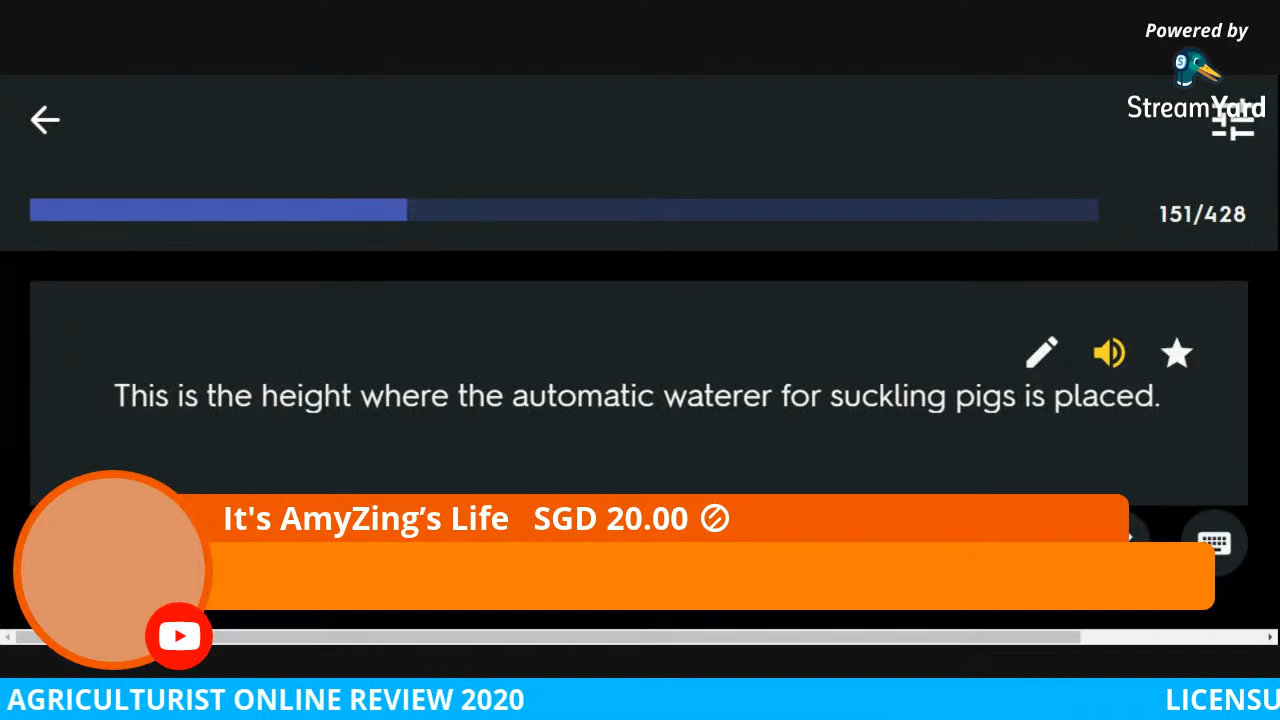 Powered by
StreamYard
151/428
This is the height where the automatic waterer for suckling pigs is placed.
It's AmyZing’s Life SGD 20.00
AGRICULTURIST ONLINE REVIEW 2020 LICENSU